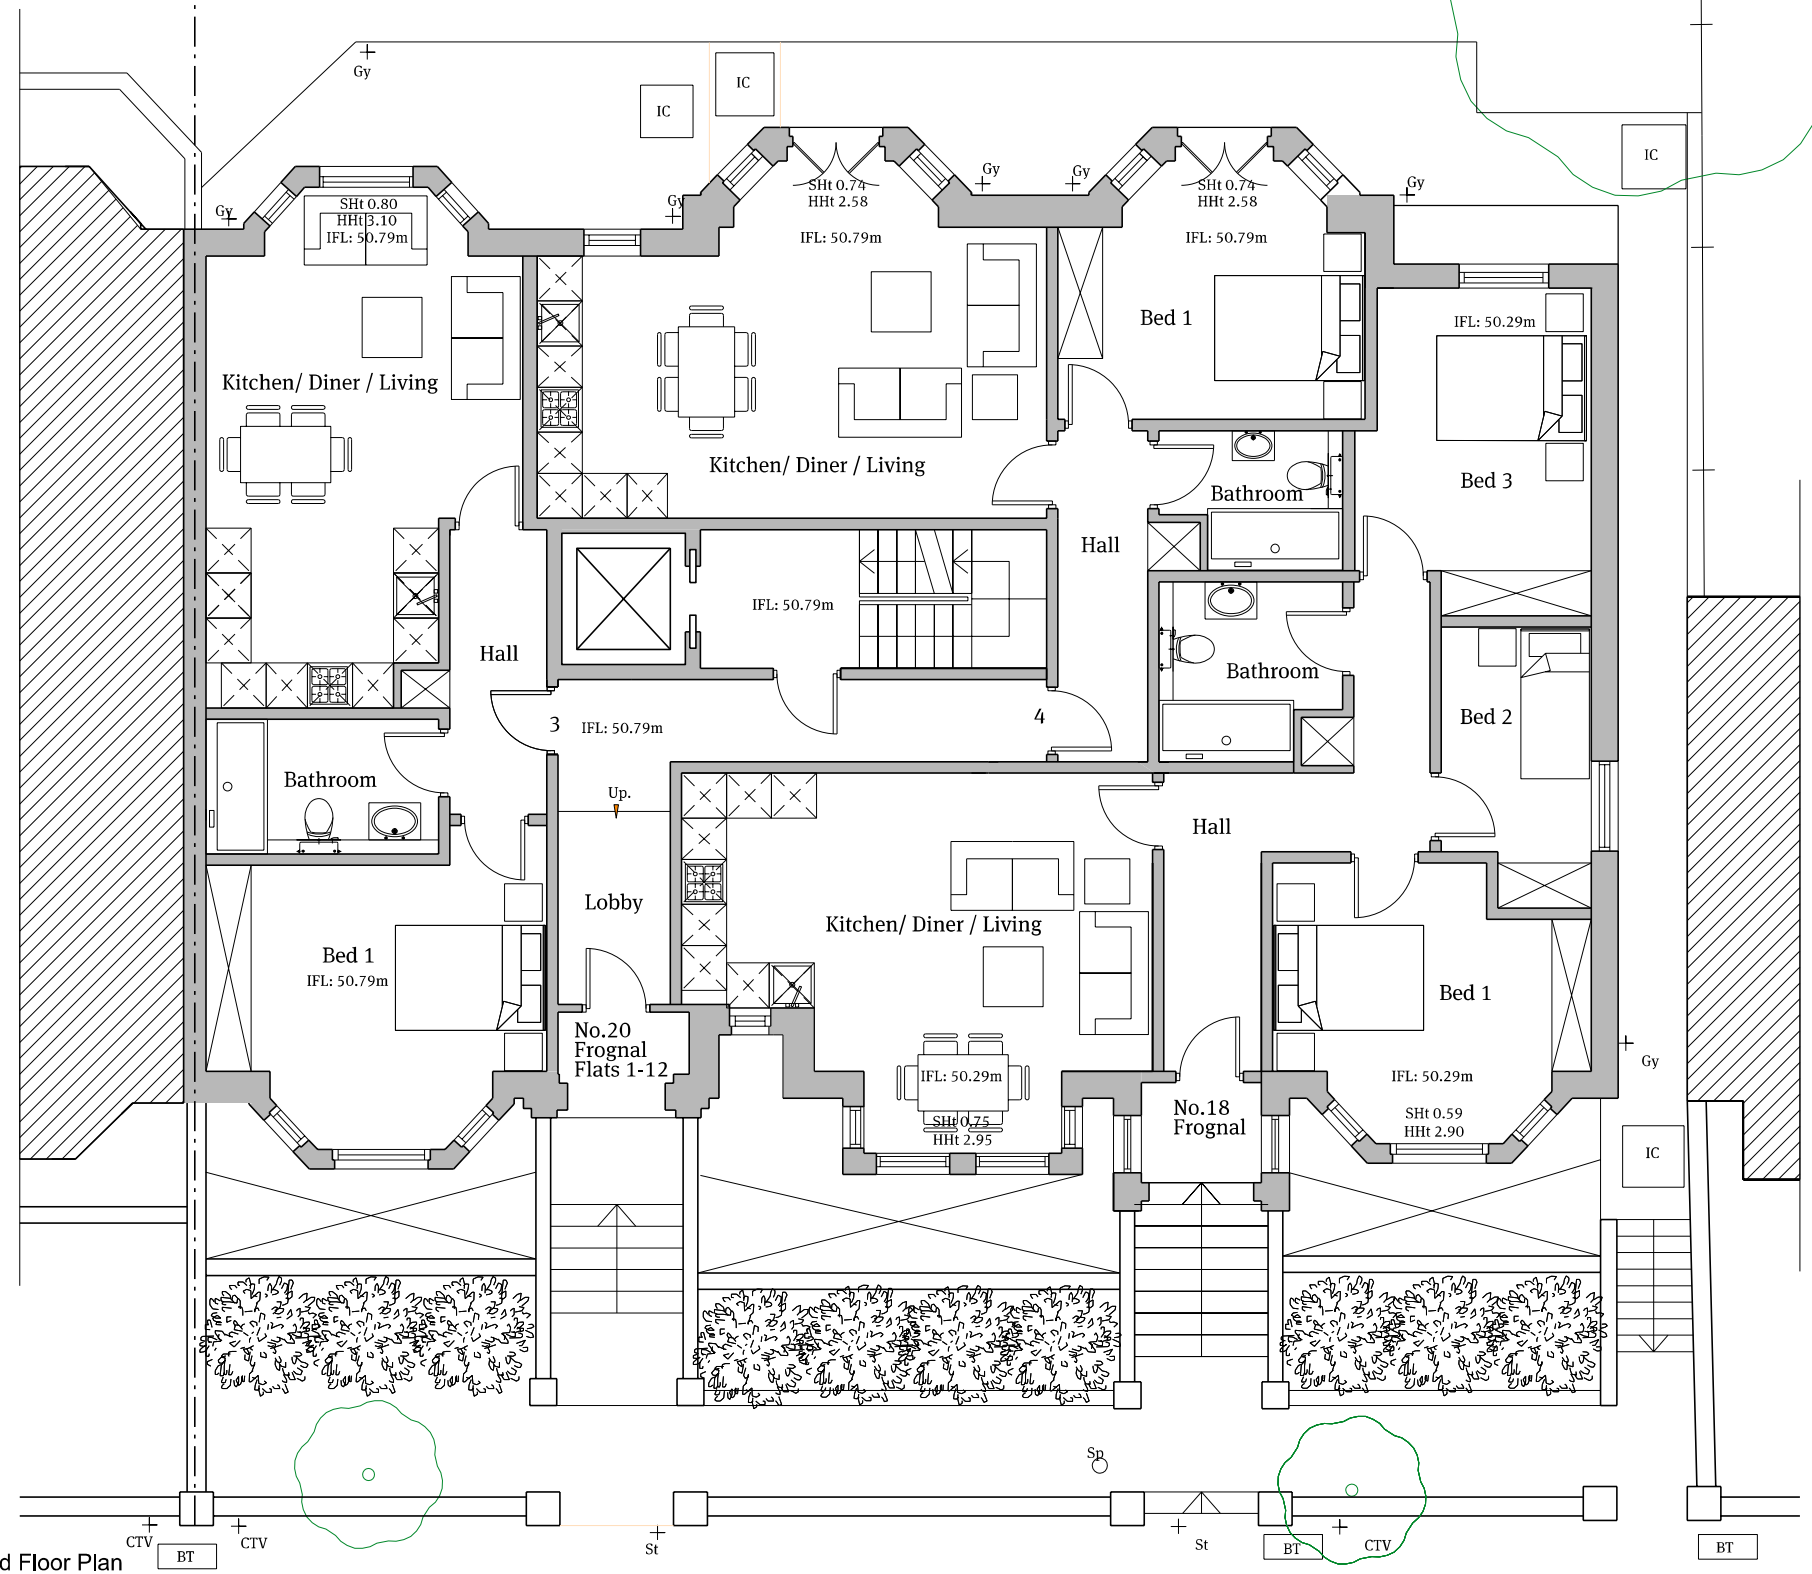 Gy
IC
IC
IC
Gy
Gy
Gy
Gy
Gy
SHt 0.80
HHt 3.10
IFL: 50.79m
SHt 0.74
HHt 2.58
IFL: 50.79m
SHt 0.74
HHt 2.58
IFL: 50.79m
Bed 1
IFL: 50.29m
Kitchen/ Diner / Living
Kitchen/ Diner / Living
Bed 3
Bathroom
Hall
IFL: 50.79m
Hall
Bathroom
3
IFL: 50.79m
4
Bed 2
Bathroom
Up.
Hall
Lobby
Kitchen/ Diner / Living
Bed 1
IFL: 50.79m
Bed 1
No.20
Frognal
Flats 1-12
IFL: 50.29m
SHt 0.75
HHt 2.95
No.18
Frognal
IFL: 50.29m
SHt 0.59
HHt 2.90
Gy
IC
Sp
CTV
BT
CTV
St
St
BT
CTV
BT
d Floor Plan